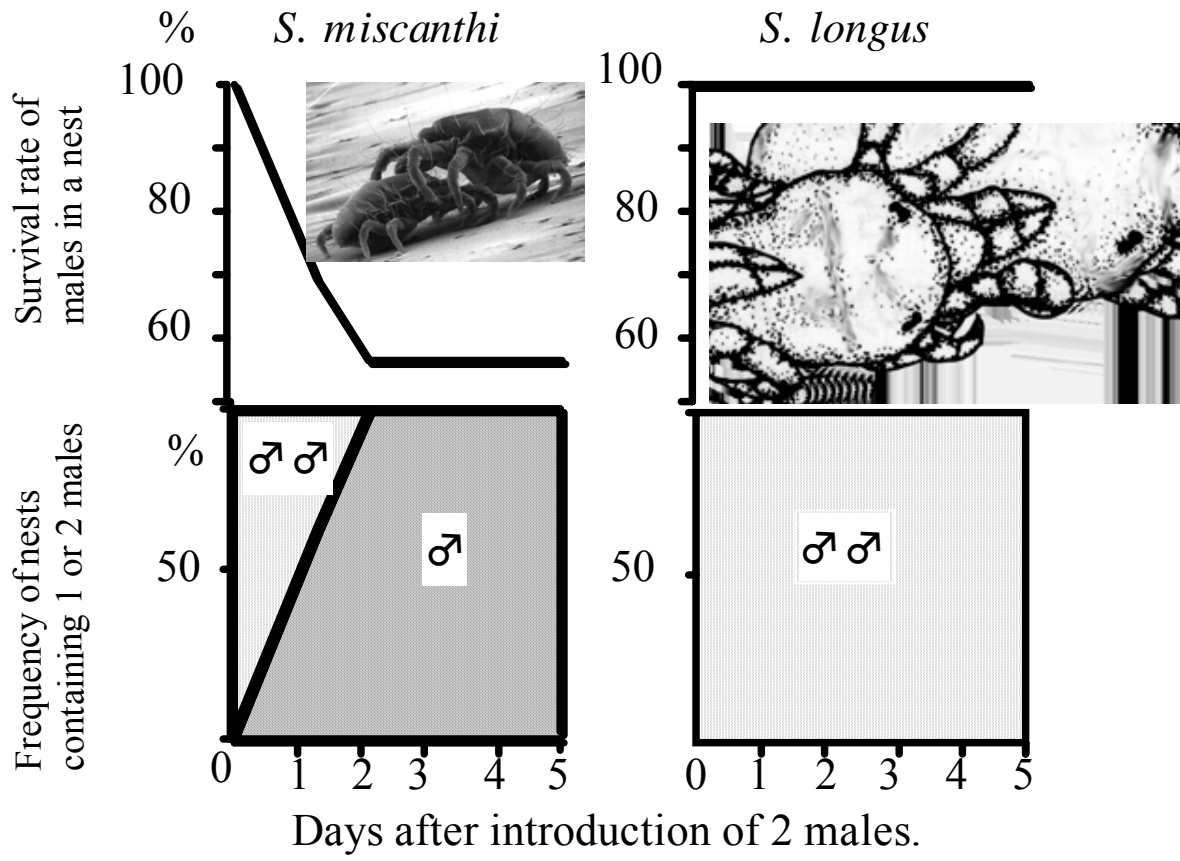 % S. miscanthi S. longus
Survival rate of
males in a nest
100
80
60
100
80
60
Frequency of nests
containing 1 or 2 males
%
50
♂♂
♂
50
♂♂
0 1 2 3 4 5
0 1 2 3 4 5
Days after introduction of 2 males.